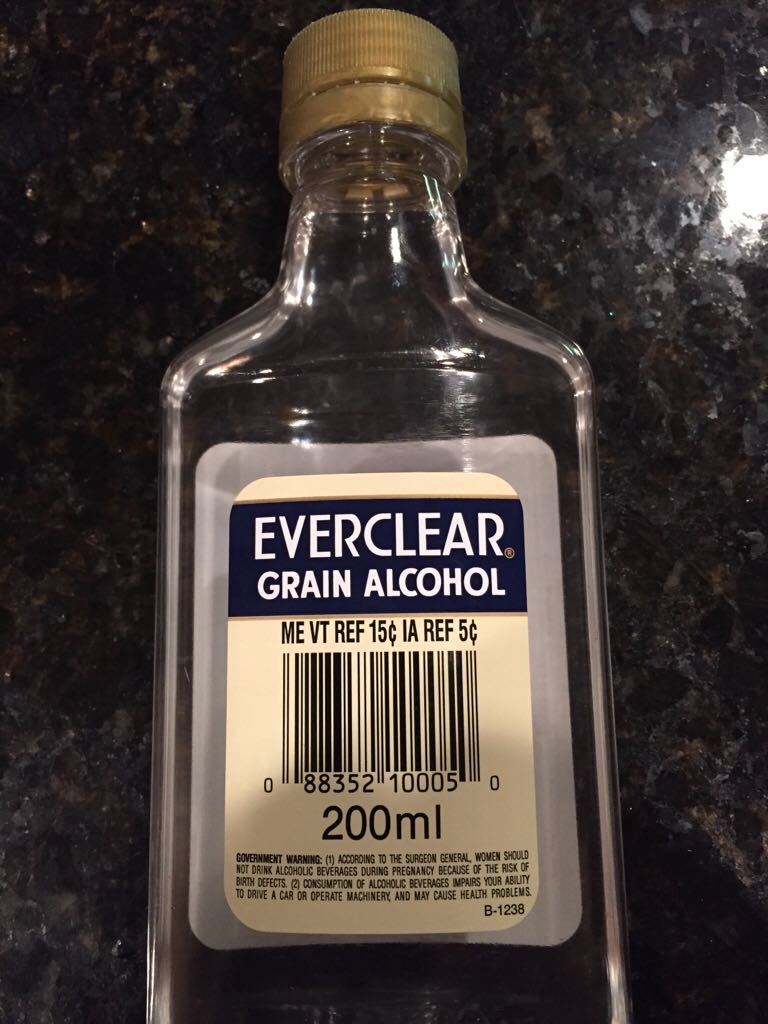 EVERCLEAR®
GRAIN ALCOHOL
ME VT REF 15¢ IA REF 5¢
0 88352 10005 0
200ml
GOVERNMENT WARNING: (1) ACCORDING TO THE SURGEON GENERAL, WOMEN SHOULD
NOT DRINK ALCOHOLIC BEVERAGES DURING PREGNANCY BECAUSE OF THE RISK OF
BIRTH DEFECTS. (2) CONSUMPTION OF ALCOHOLIC BEVERAGES IMPAIRS YOUR ABILITY
TO DRIVE A CAR OR OPERATE MACHINERY, AND MAY CAUSE HEALTH PROBLEMS.
B-1238